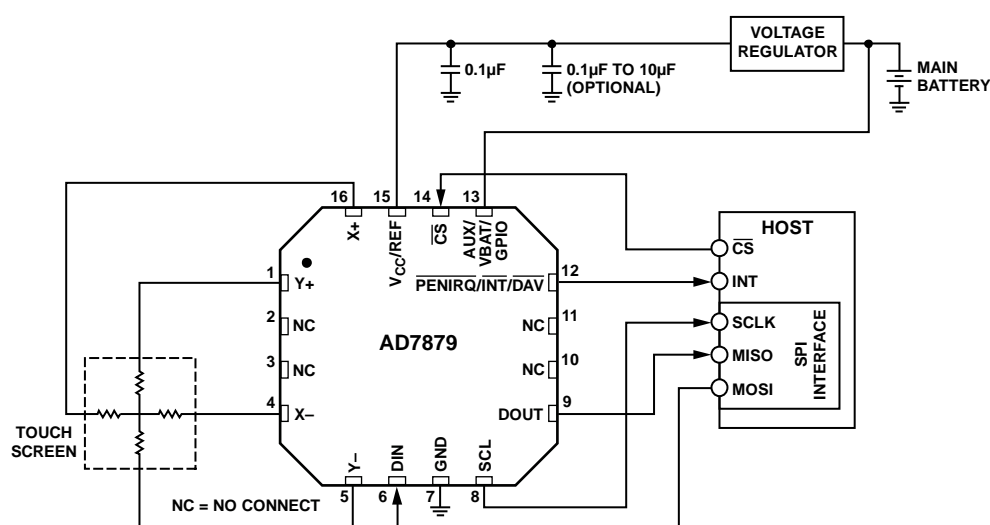 VOLTAGE
REGULATOR
0.1µF
0.1µF TO 10µF
(OPTIONAL)
MAIN
BATTERY
16
15
14
13
X+
VCC/REF
CS
AUX/
VBAT/
GPIO
HOST
CS
INT
SCLK
MISO
MOSI
SPI
INTERFACE
1
Y+
2
NC
3
NC
4
X–
AD7879
PENIRQ/INT/DAV
12
NC
11
NC
10
DOUT
9
TOUCH
SCREEN
Y–
DIN
GND
SCL
5
6
7
8
NC = NO CONNECT